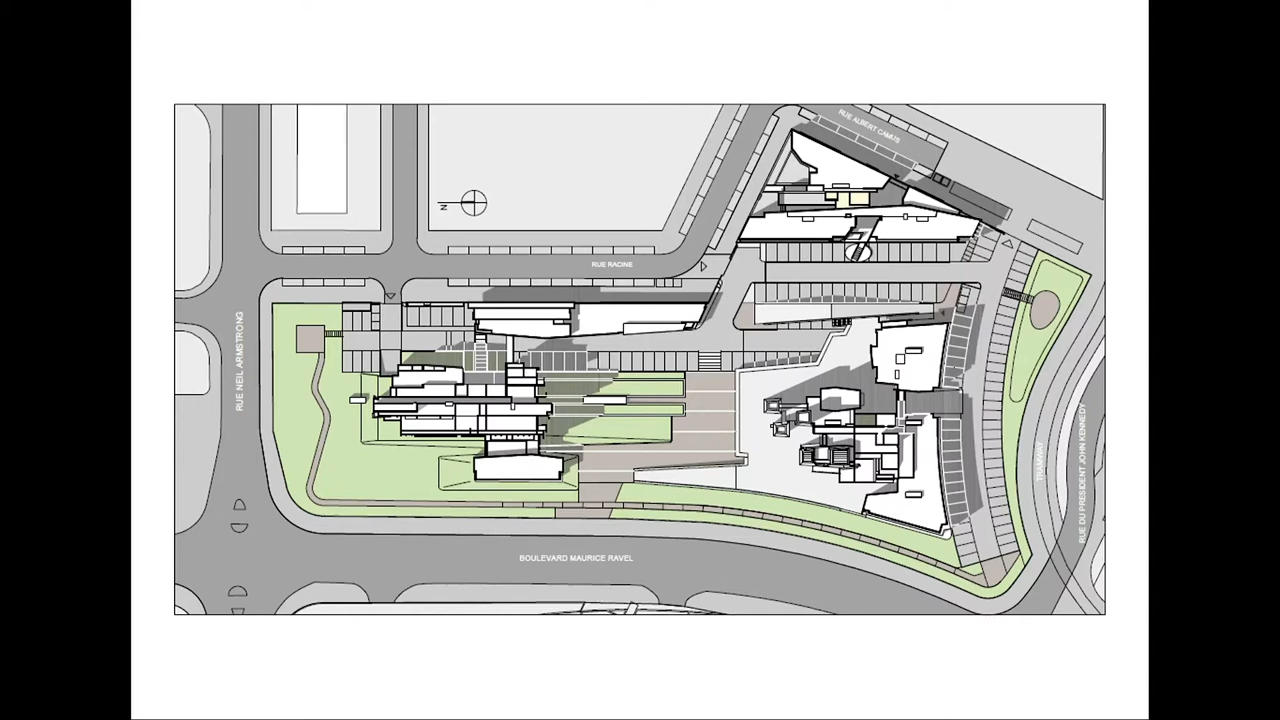 RUE ALBERT CAMUS
N
RUE RACINE
RUE NEIL ARMSTRONG
TRAMWAY
RUE DU PRESIDENT JOHN KENNEDY
BOULEVARD MAURICE RAVEL